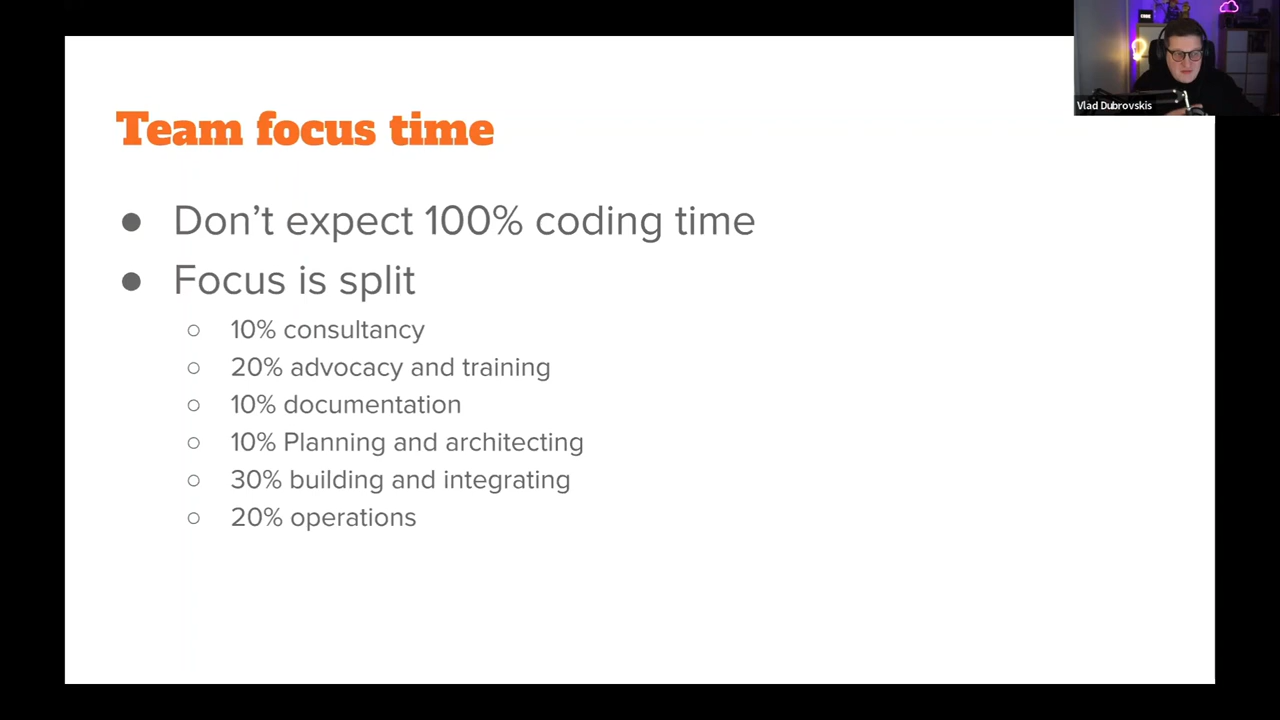 Vlad Dubrovskis
Team focus time
● Don't expect 100% coding time
● Focus is split
○ 10% consultancy
○ 20% advocacy and training
○ 10% documentation
○ 10% Planning and architecting
○ 30% building and integrating
○ 20% operations